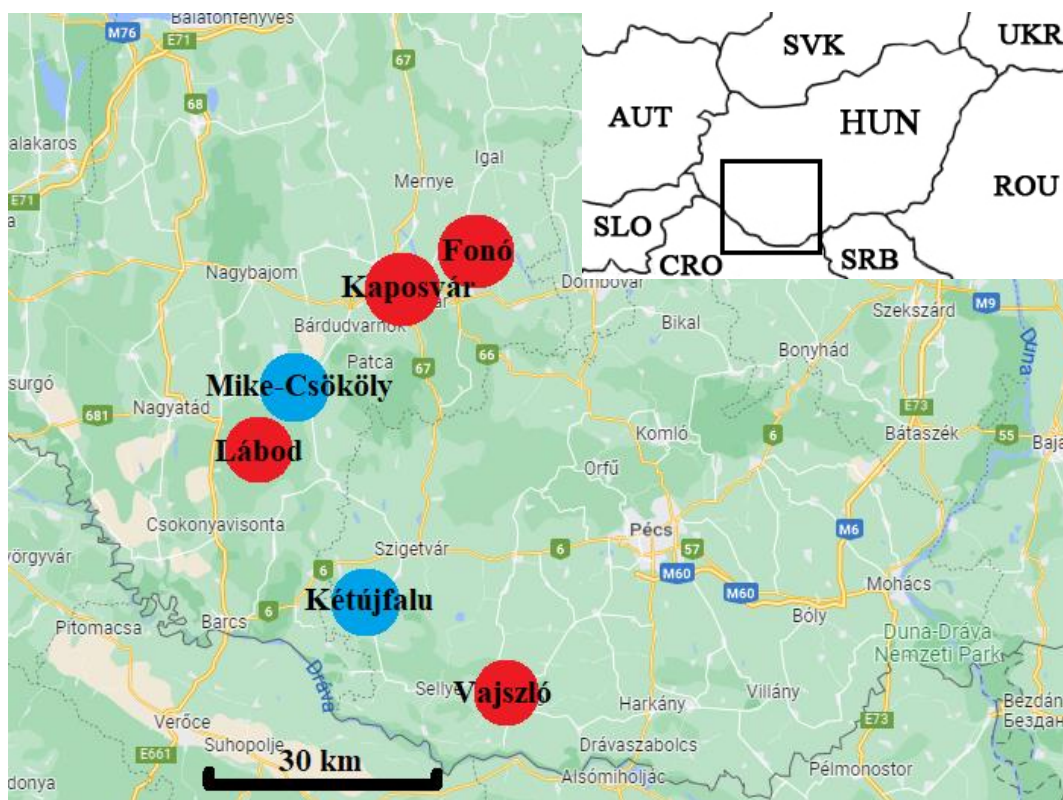 Balatonfenyves
M76
E71
67
SVK
UKR
68
AUT
HUN
alakaros
Igal
Mernye
E71
ROU
Fonó
SLO
CRO
SRB
Nagybajom
Kaposvár
Dombóvár
M9
Szekszárd
Bárdudvarnok
Bikal
66
Bonyhád
Duna
Patca
67
surgó
Mike-Csököly
E73
681
Nagyatád
Komló
6
Bátaszék
55
Baja
Lábod
Orfű
Csokonyavisonta
Pécs
M6
yörgyvár
Szigetvár
6
57
6
M60
Mohács
Kétújfalu
M60
6
Bóly
Pitomacsa
Barcs
Duna-Dráva
Nemzeti Park
Dráva
Sellye
Vajszló
Harkány
Villány
Bezdán
Бездан
Verőce
E73
Suhopolje
30 km
Drávaszabolcs
E661
Pélmonostor
donya
Alsómiholjác